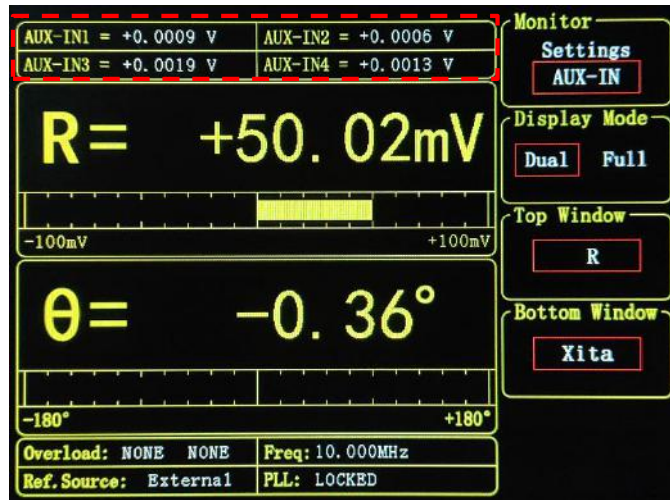 AUX-IN1 = +0.0009 V
AUX-IN2 = +0.0006 V
AUX-IN3 = +0.0019 V
AUX-IN4 = +0.0013 V
R= +50.02mV
-100mV +100mV
θ= -0.36°
-180° +180°
Overload: NONE NONE
Freq: 10.000MHz
Ref.Source: External
PLL: LOCKED
Monitor
Settings
AUX-IN
Display Mode
Dual Full
Top Window
R
Bottom Window
Xita